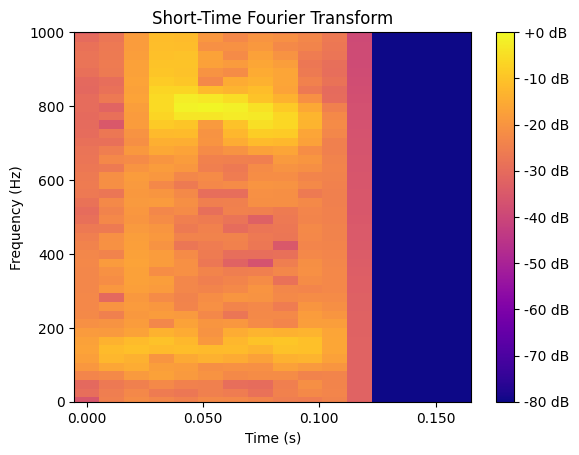 Short-Time Fourier Transform
Frequency (Hz)
1000
800
600
400
200
0
0.000 0.050 0.100 0.150
Time (s)
+0 dB
-10 dB
-20 dB
-30 dB
-40 dB
-50 dB
-60 dB
-70 dB
-80 dB